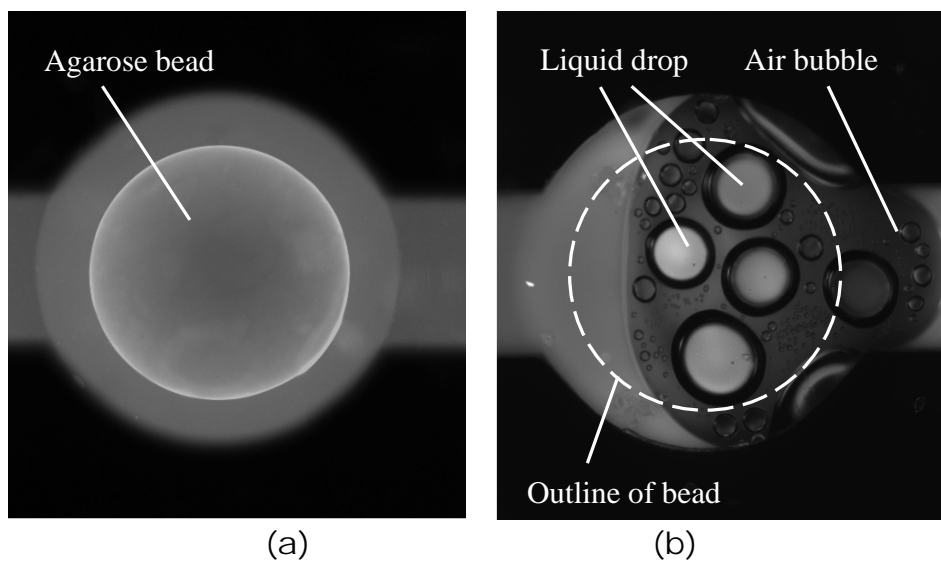 Agarose bead
Liquid drop
Air bubble
Outline of bead
(a)
(b)